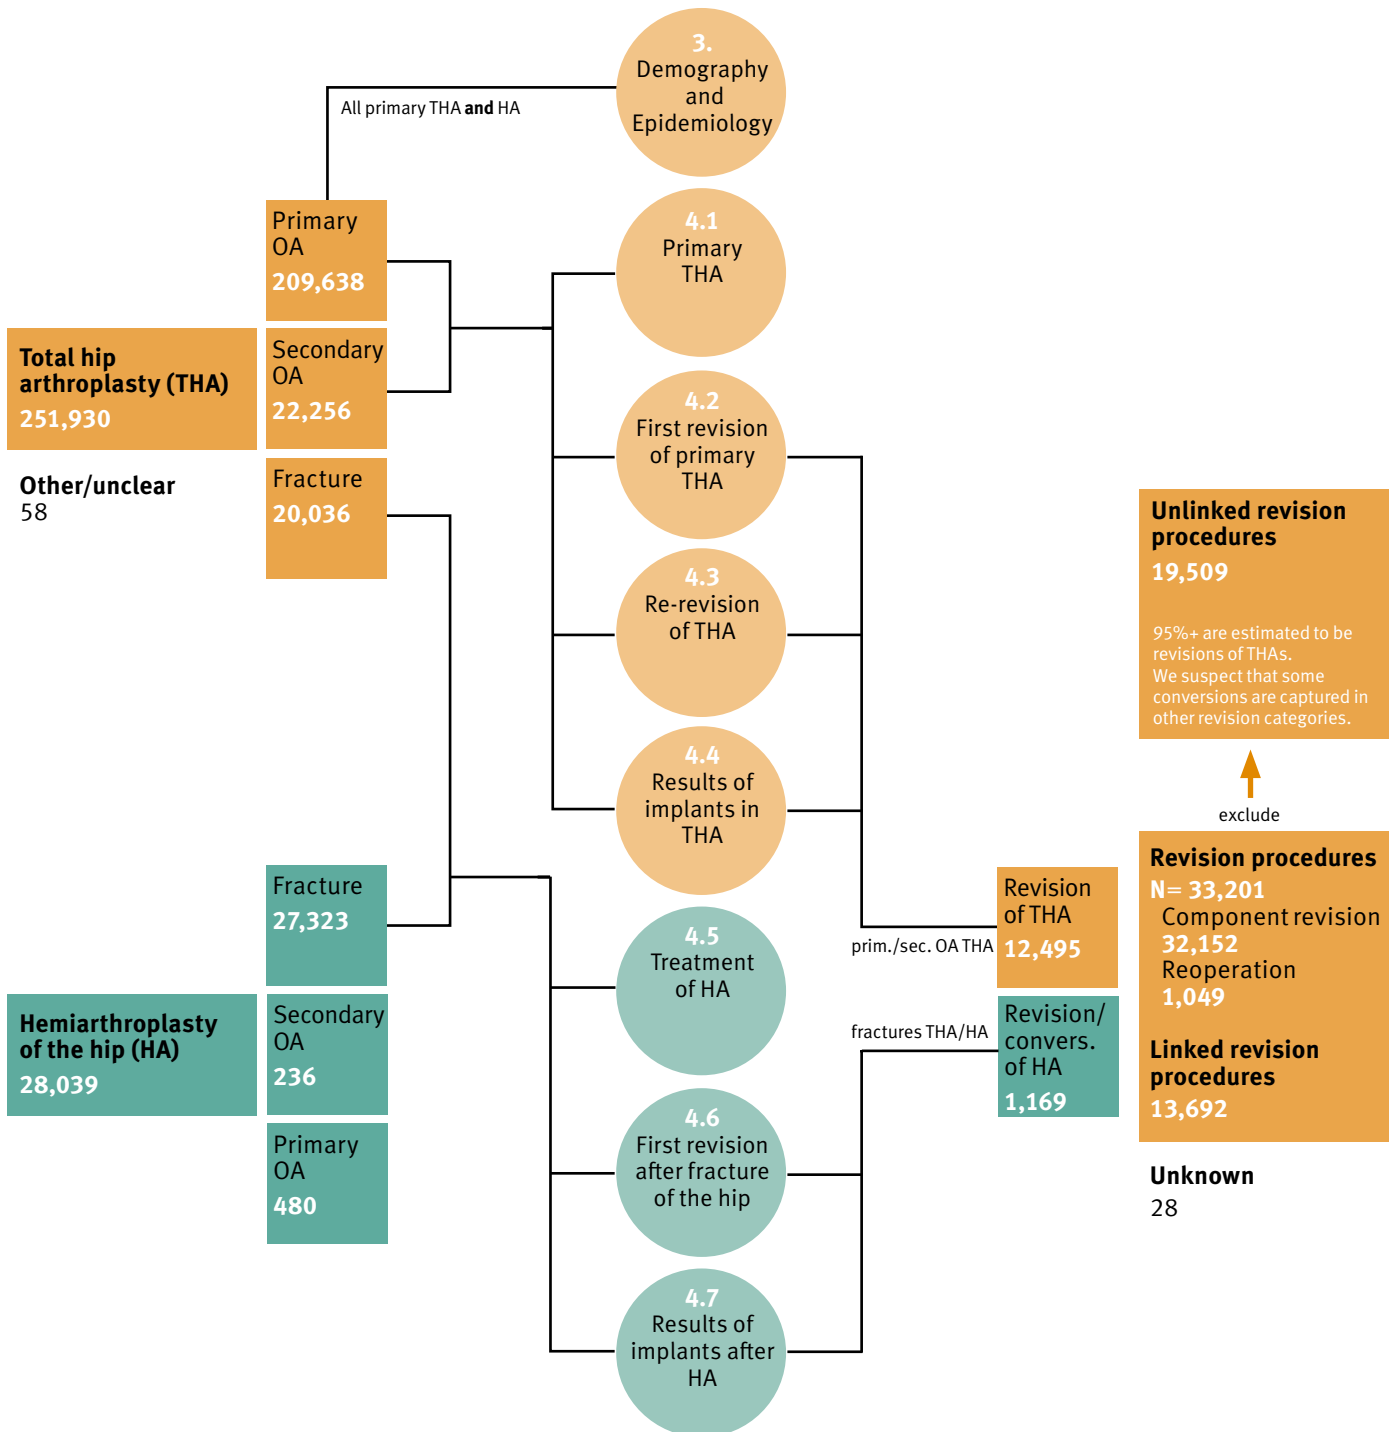 3.
Demography
and
Epidemiology
All primary THA and HA
Primary
OA
209,638
Secondary
OA
22,256
Fracture
20,036
Total hip
arthroplasty (THA)
251,930
Other/unclear
58
4.1
Primary
THA
4.2
First revision
of primary
THA
4.3
Re-revision
of THA
4.4
Results of
implants in
THA
Fracture
27,323
Secondary
OA
236
Primary
OA
480
Hemiarthroplasty
of the hip (HA)
28,039
4.5
Treatment
of HA
4.6
First revision
after fracture
of the hip
4.7
Results of
implants after
HA
prim./sec. OA THA
fractures THA/HA
Revision
of THA
12,495
Revision/
convers.
of HA
1,169
Unlinked revision
procedures
19,509
95%+ are estimated to be
revisions of THAs.
We suspect that some
conversions are captured in
other revision categories.
exclude
Revision procedures
N= 33,201
Component revision
32,152
Reoperation
1,049
Linked revision
procedures
13,692
Unknown
28